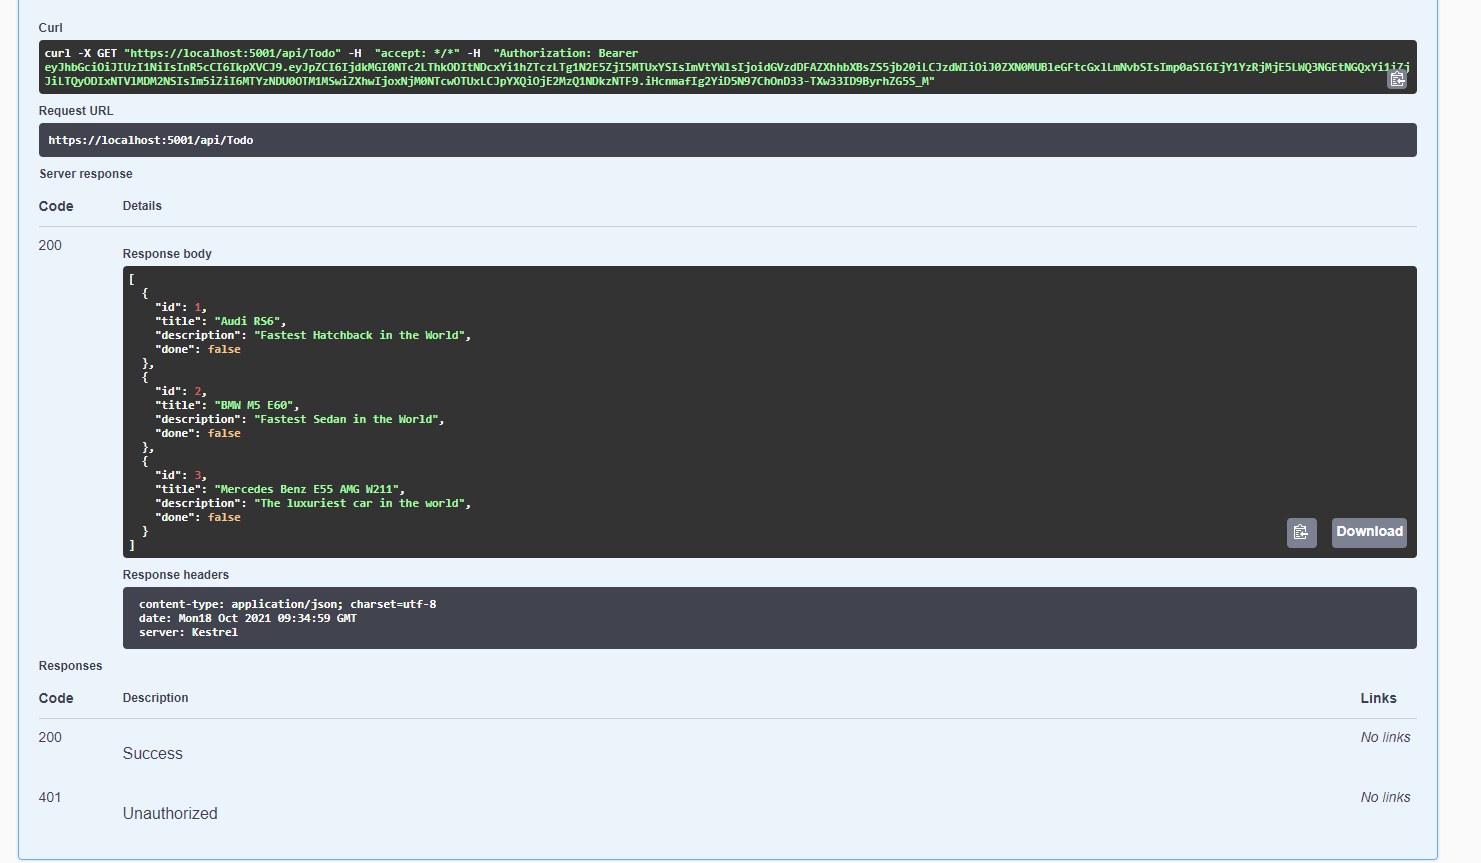 Curl
curl -X GET "https://localhost:5001/api/Todo" -H  "accept: */*" -H  "Authorization: Bearer
eyJhbGciOiJIUzI1NiIsInR5cCI6IkpXVCJ9.eyJpZCI6IjdkMGI0NTc2LThkODItNDcxYi1hZTczLTg1N2E5ZjI5MTUxYSIsImVtYWlsIjoidGVzdDFAZXhhbXBsZS5jb20iLCJzdWIiOiJ0ZXN0MUBleGFtcGxlLmNvbSIsImp0aSI6IjY1YzRjMjE5LWQ3NGEtNGQxYi1iZj
JiLTQyODIxNTVlMDM2NSIsIm5iZiI6MTYzNDU0OTM1MSwiZXhwIjoxNjM0NTcwOTUxLCJpYXQiOjE2MzQ1NDkzNTF9.iHcnmafIg2YiD5N97ChOnD33-TXw33ID9ByrhZG5S_M"
Request URL
https://localhost:5001/api/Todo
Server response
Code Details
200
Response body
[
  {
    "id": 1,
    "title": "Audi RS6",
    "description": "Fastest Hatchback in the World",
    "done": false
  },
  {
    "id": 2,
    "title": "BMW M5 E60",
    "description": "Fastest Sedan in the World",
    "done": false
  },
  {
    "id": 3,
    "title": "Mercedes Benz E55 AMG W211",
    "description": "The luxuriest car in the world",
    "done": false
  }
]
Download
Response headers
content-type: application/json; charset=utf-8
date: Mon18 Oct 2021 09:34:59 GMT
server: Kestrel
Responses
Code Description Links
200 No links
Success
401 No links
Unauthorized